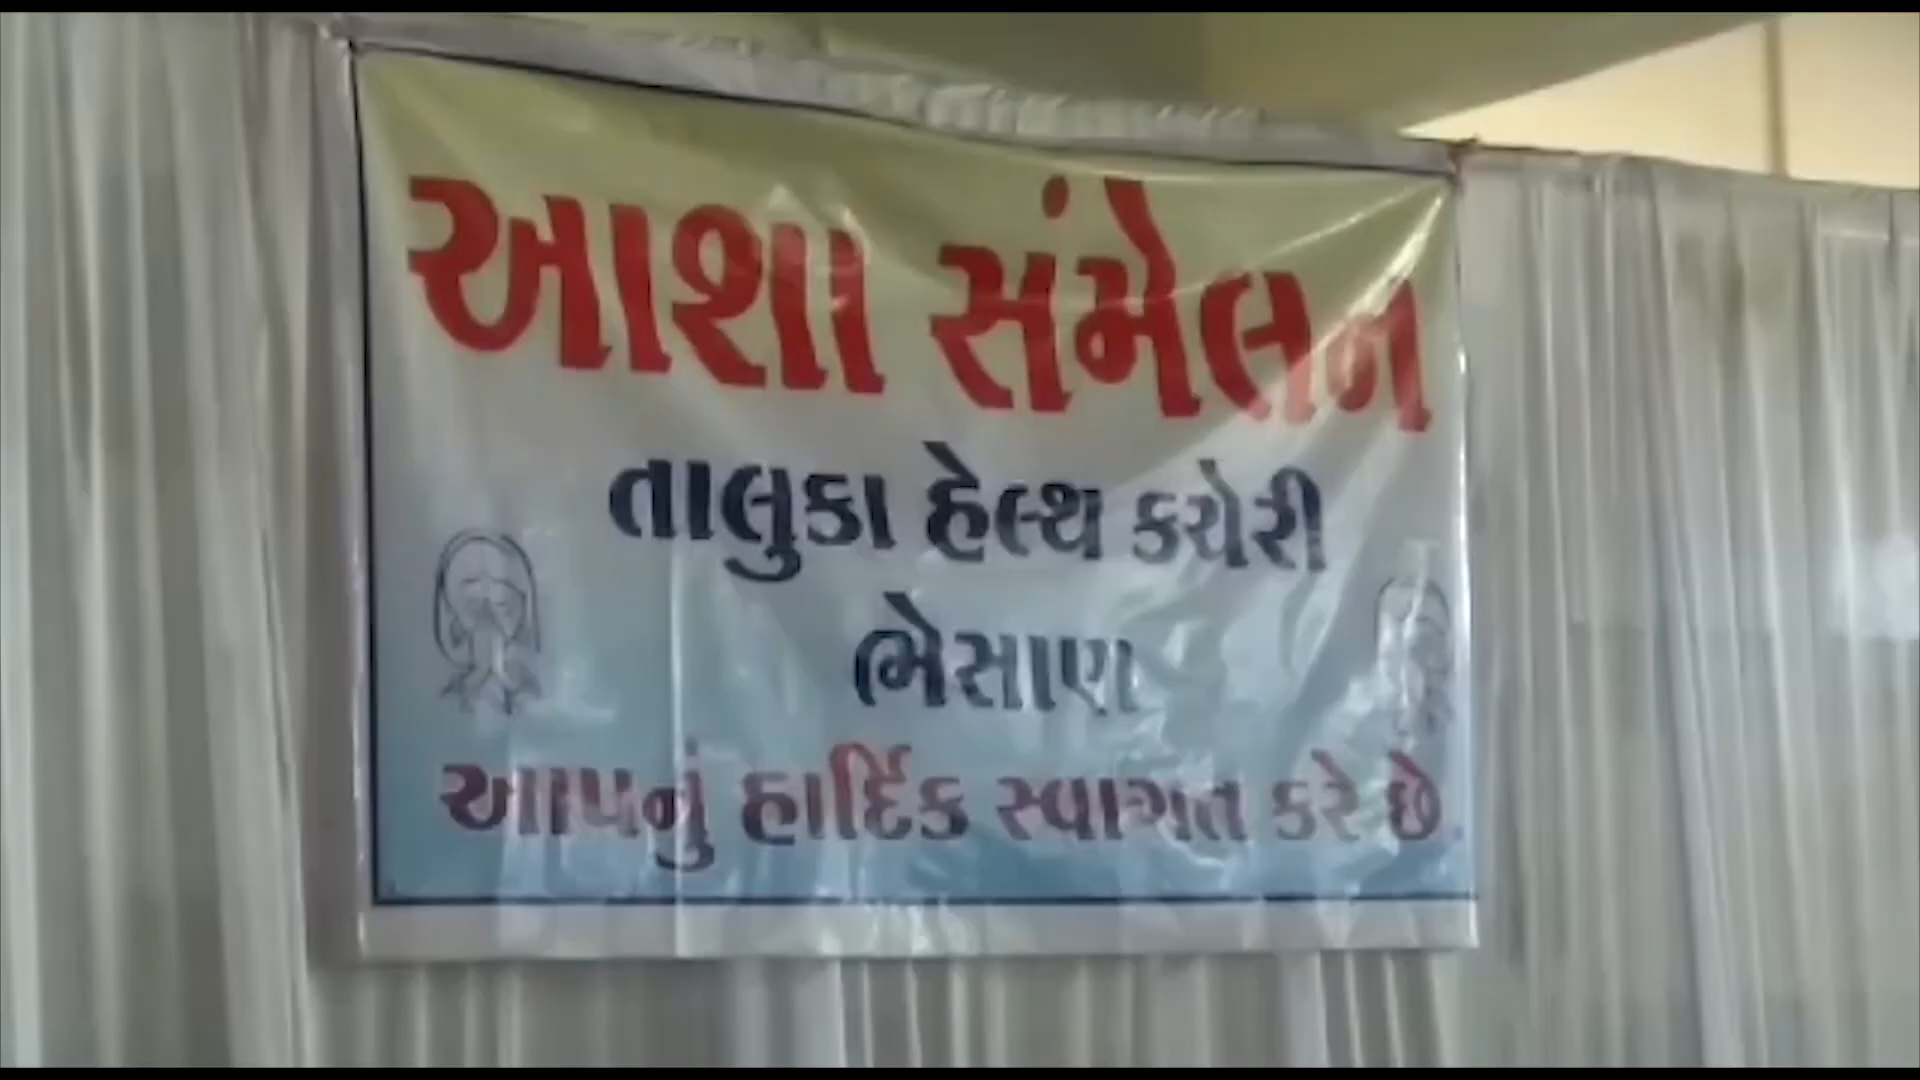 આશા સંમેલન
તાલુકા હેલ્થ કચેરી
ભેસાણ
આપનું હાર્દિક સ્વાગત કરે છે.